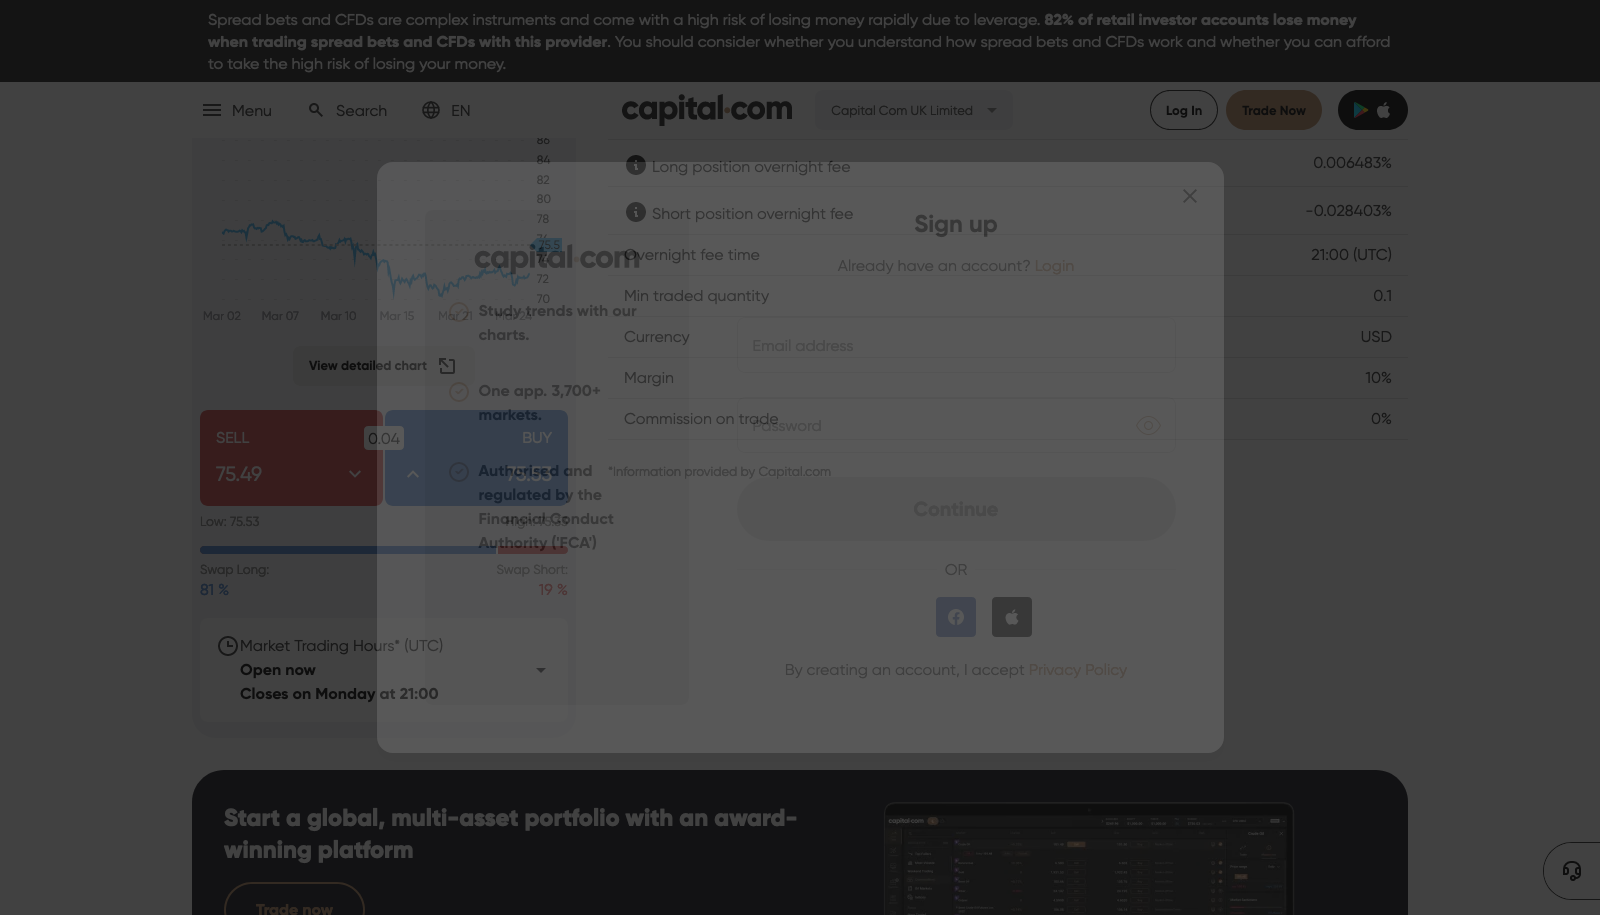 Spread bets and CFDs are complex instruments and come with a high risk of losing money rapidly due to leverage. 82% of retail investor accounts lose money
when trading spread bets and CFDs with this provider. You should consider whether you understand how spread bets and CFDs work and whether you can afford
to take the high risk of losing your money.
Menu
Search
EN
capital.com
Capital Com UK Limited
Log In
Trade Now
86
84
82
80
78
76
75.5
74
72
70
Mar 02
Mar 07
Mar 10
Mar 15
Mar 21
Mar 24
View detailed chart
SELL
75.49
0.04
BUY
75.53
Low: 75.53
Swap Long:
81 %
Swap Short:
19 %
Market Trading Hours* (UTC)
Open now
Closes on Monday at 21:00
Long position overnight fee
0.006483%
Short position overnight fee
-0.028403%
Overnight fee time
21:00 (UTC)
Min traded quantity
0.1
Currency
USD
Margin
10%
Commission on trade
0%
*Information provided by Capital.com
capital.com
Study trends with our
charts.
One app. 3,700+
markets.
Authorised and
regulated by the
Financial Conduct
Authority ('FCA')
Sign up
Already have an account? Login
Email address
Password
Continue
OR
By creating an account, I accept Privacy Policy
Start a global, multi-asset portfolio with an award-
winning platform
Trade now
capital.com